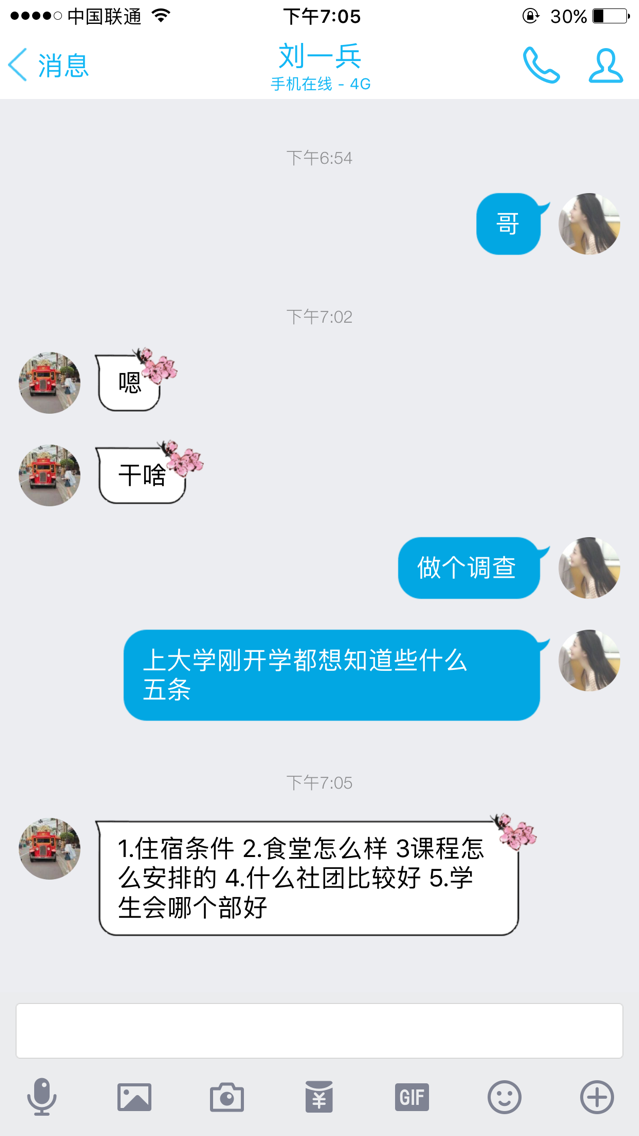 中国联通
下午7:05
30%
消息
刘一兵
手机在线 - 4G
下午6:54
哥
下午7:02
嗯
干啥
做个调查
上大学刚开学都想知道些什么
五条
下午7:05
1.住宿条件 2.食堂怎么样 3课程怎
么安排的 4.什么社团比较好 5.学
生会哪个部好
¥
GIF